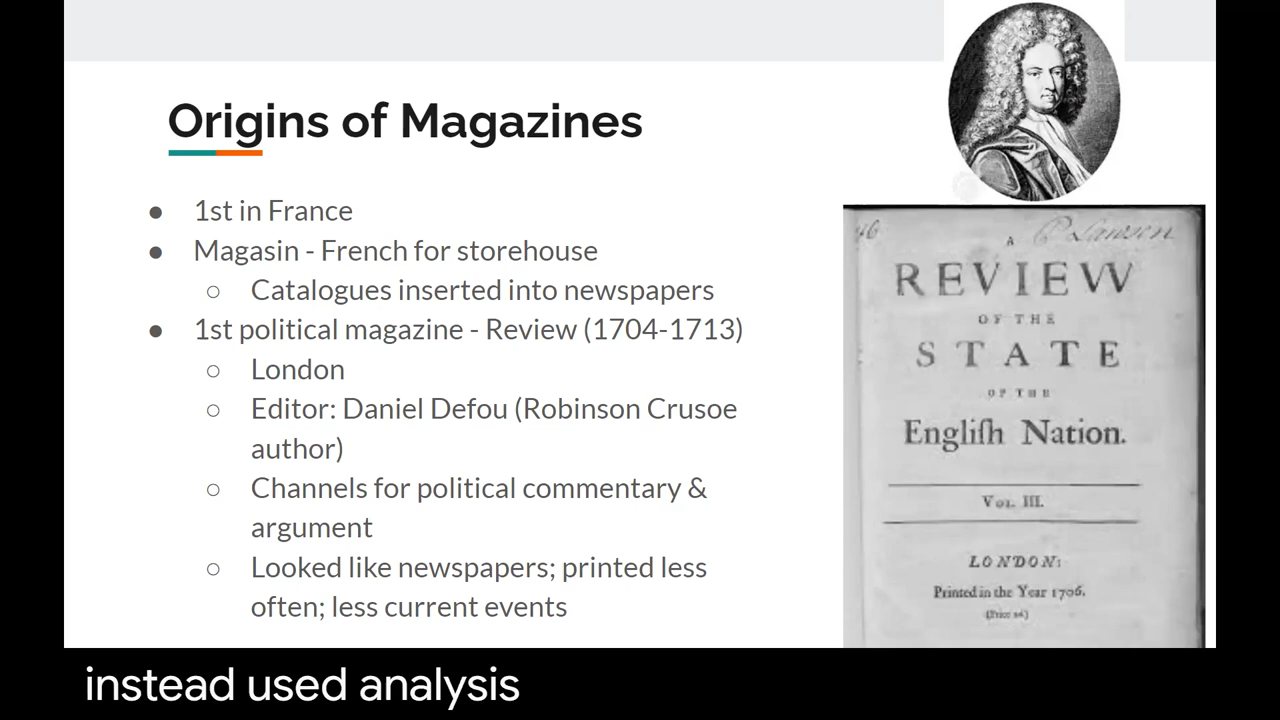 Origins of Magazines
● 1st in France
● Magasin - French for storehouse
○ Catalogues inserted into newspapers
● 1st political magazine - Review (1704-1713)
○ London
○ Editor: Daniel Defou (Robinson Crusoe
author)
○ Channels for political commentary &
argument
○ Looked like newspapers; printed less
often; less current events
A
REVIEW
OF THE
STATE
OF THE
Engliſh Nation.
VOL. III.
LONDON:
Printed in the Year 1706.
instead used analysis